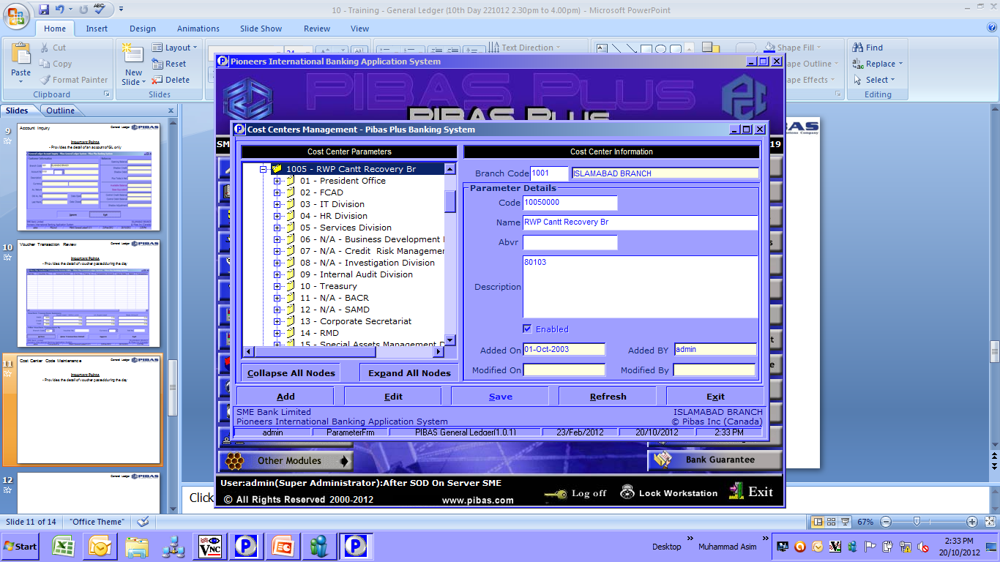 10 - Training - General Ledger (10th Day 221012 2.30pm to 4.00pm) - Microsoft PowerPoint
Home Insert Design Animations Slide Show Review View
Paste
Cut
Copy
Format Painter
Clipboard
New
Slide
Layout
Reset
Delete
Slides
Text Direction
Shape Fill
Find
Replace
Select
Editing
Slides Outline
9
Account Inquiry
General Ledger PIBAS
Important Points
- Provides the detail of an account of GL only
10
Voucher Transaction Review
General Ledger PIBAS
Important Points
- Provides the detail of voucher posted during the day
11
Cost Center Code Maintenance
General Ledger PIBAS
Important Points
- Provides the detail of voucher posted during the day
12
General Ledger PIBAS
Pioneers International Banking Application System
PIBAS PLUS
PIBAS PLUS
Cost Centers Management - Pibas Plus Banking System
Cost Center Parameters
1005 - RWP Cantt Recovery Br
01 - President Office
02 - FCAD
03 - IT Division
04 - HR Division
05 - Services Division
06 - N/A - Business Development
07 - N/A - Credit Risk Manageme
08 - N/A - Investigation Division
09 - Internal Audit Division
10 - Treasury
11 - N/A - BACR
12 - N/A - SAMD
13 - Corporate Secretariat
14 - RMD
15 - Special Assets Management D
Collapse All Nodes Expand All Nodes
Cost Center Information
Branch Code 1001 ISLAMABAD BRANCH
Parameter Details
Code 10050000
Name RWP Cantt Recovery Br
Abvr
Description 80103
Enabled
Added On 01-Oct-2003 Added BY admin
Modified On Modified By
Add Edit Save Refresh Exit
SME Bank Limited ISLAMABAD BRANCH
Pioneers International Banking Application System © Pibas Inc (Canada)
admin ParameterFrm PIBAS General Ledger(1.0.1) 23/Feb/2012 20/10/2012 2:33 PM
Other Modules
Bank Guarantee
User:admin(Super Administrator):After SOD On Server SME
© All Rights Reserved 2000-2012
www.pibas.com
Log off
Lock Workstation
Exit
Click
Slide 11 of 14 "Office Theme" 67%
Start
Desktop
Muhammad Asim
2:33 PM
20/10/2012